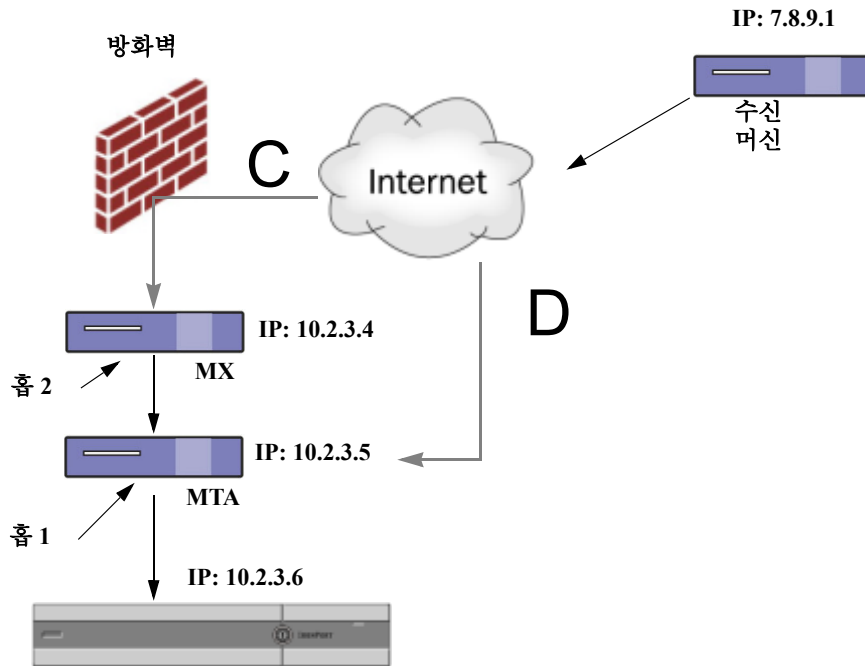 IP: 7.8.9.1
방화벽
수신
머신
C
Internet
D
IP: 10.2.3.4
MX
홉 2
IP: 10.2.3.5
MTA
홉 1
IP: 10.2.3.6
IRONPORT